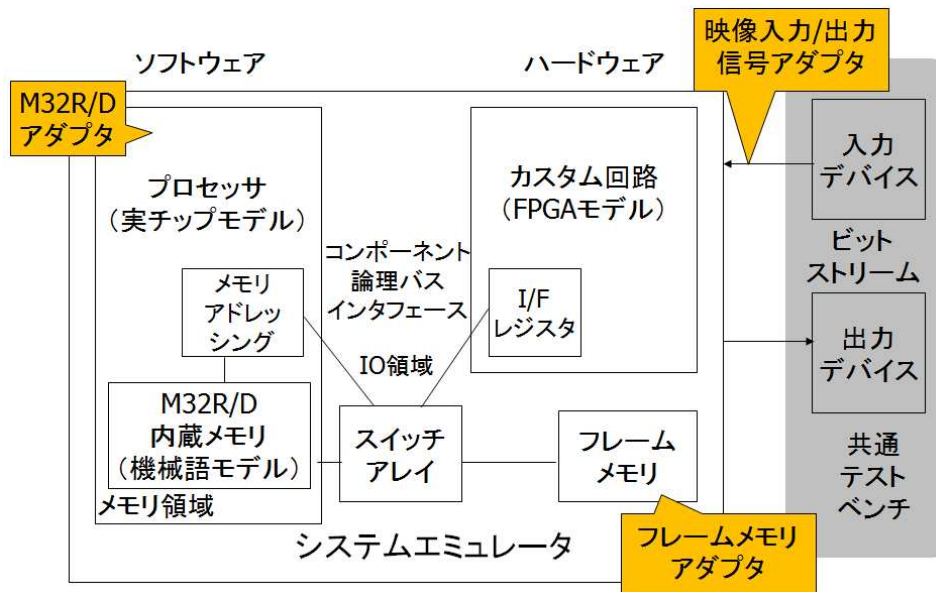 ソフトウェア
ハードウェア
映像入力/出力
信号アダプタ
M32R/D
アダプタ
プロセッサ
（実チップモデル）
カスタム回路
（FPGAモデル）
入力
デバイス
コンポーネント
論理バス
インタフェース
ビット
ストリーム
メモリ
アドレッ
シング
I/F
レジスタ
出力
デバイス
IO領域
M32R/D
内蔵メモリ
（機械語モデル）
スイッチ
アレイ
フレーム
メモリ
共通
テスト
ベンチ
メモリ領域
システムエミュレータ
フレームメモリ
アダプタ